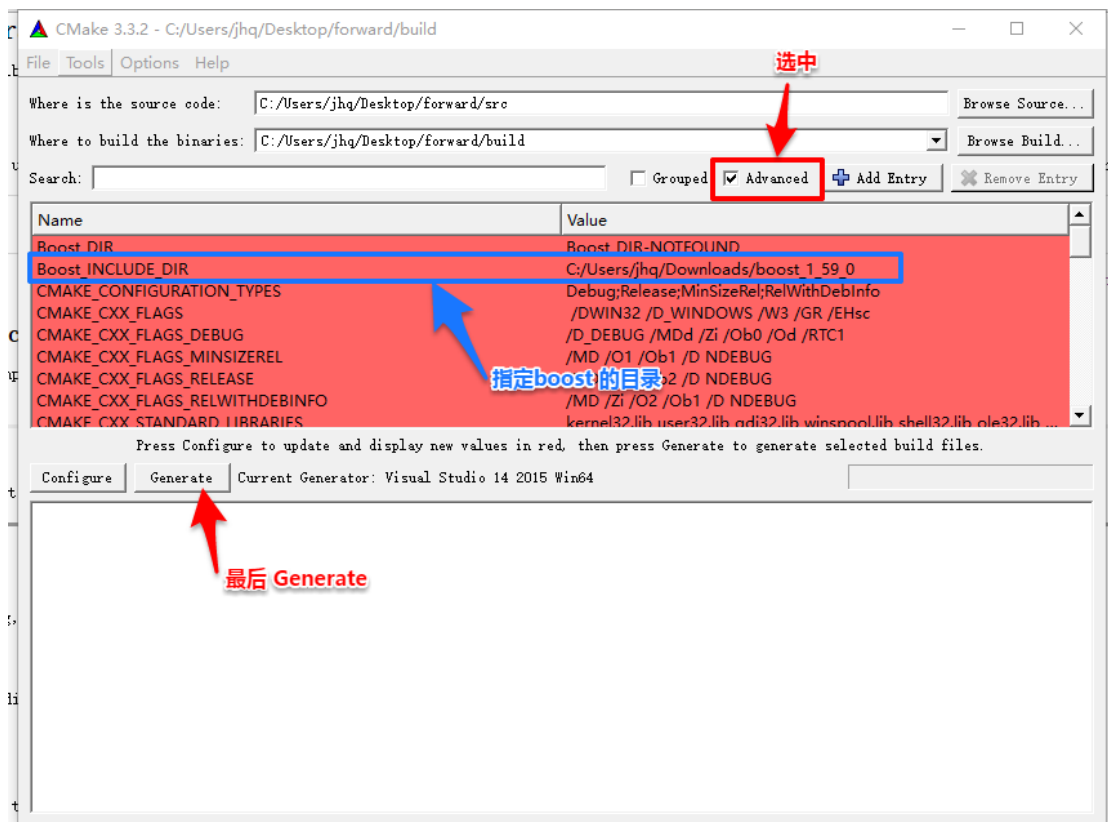 CMake 3.3.2 - C:/Users/jhq/Desktop/forward/build
File Tools Options Help
选中
Where is the source code: C:/Users/jhq/Desktop/forward/src Browse Source...
Where to build the binaries: C:/Users/jhq/Desktop/forward/build Browse Build...
Search: Grouped Advanced Add Entry Remove Entry
Name Value
Boost_DIR Boost_DIR-NOTFOUND
Boost_INCLUDE_DIR C:/Users/jhq/Downloads/boost_1_59_0
CMAKE_CONFIGURATION_TYPES Debug;Release;MinSizeRel;RelWithDebInfo
CMAKE_CXX_FLAGS /DWIN32 /D_WINDOWS /W3 /GR /EHsc
CMAKE_CXX_FLAGS_DEBUG /D_DEBUG /MDd /Zi /Ob0 /Od /RTC1
CMAKE_CXX_FLAGS_MINSIZEREL /MD /O1 /Ob1 /D NDEBUG
指定boost 的目录
CMAKE_CXX_FLAGS_RELEASE /D NDEBUG
CMAKE_CXX_FLAGS_RELWITHDEBINFO /MD /Zi /O2 /Ob1 /D NDEBUG
CMAKE_CXX_STANDARD_LIBRARIES kernel32.lib user32.lib gdi32.lib winspool.lib shell32.lib ole32.lib ...
Press Configure to update and display new values in red, then press Generate to generate selected build files.
Configure Generate Current Generator: Visual Studio 14 2015 Win64
最后 Generate